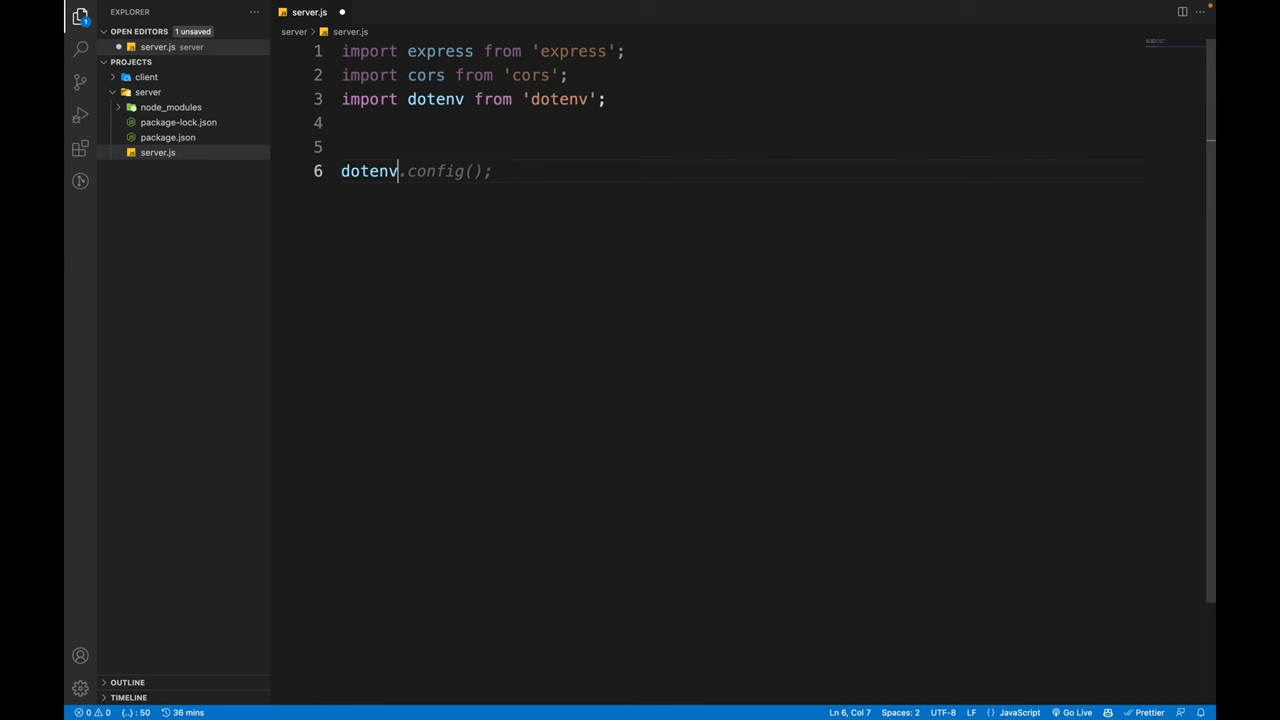 EXPLORER
server.js
OPEN EDITORS 1 unsaved
server > server.js
server.js server
1 import express from 'express';
PROJECTS
2 import cors from 'cors';
client
server
3 import dotenv from 'dotenv';
node_modules
package-lock.json
4
package.json
5
server.js
6 dotenv.config();
1
OUTLINE
TIMELINE
0 0 {..} : 50 36 mins Ln 6, Col 7 Spaces: 2 UTF-8 LF {} JavaScript Go Live Prettier